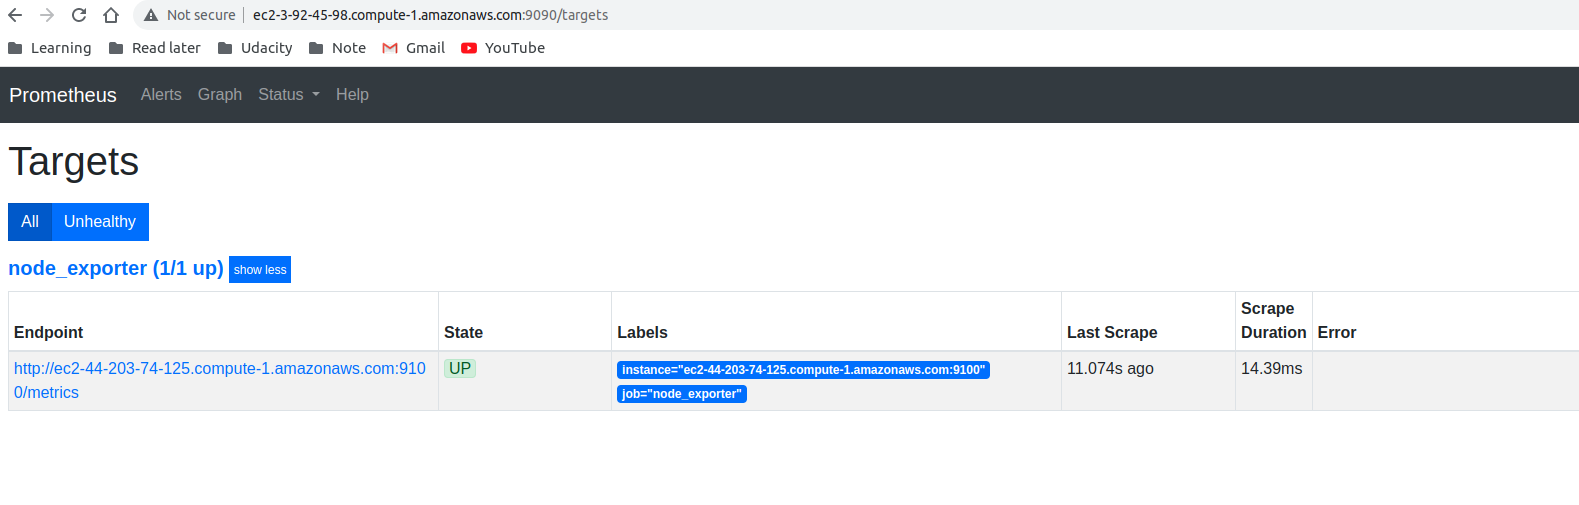 Not secure ec2-3-92-45-98.compute-1.amazonaws.com:9090/targets
Learning Read later Udacity Note Gmail YouTube
Prometheus Alerts Graph Status Help
Targets
All Unhealthy
node_exporter (1/1 up) show less
Endpoint State Labels Last Scrape Scrape Duration Error
http://ec2-44-203-74-125.compute-1.amazonaws.com:910 UP instance="ec2-44-203-74-125.compute-1.amazonaws.com:9100" 11.074s ago 14.39ms
0/metrics job="node_exporter"